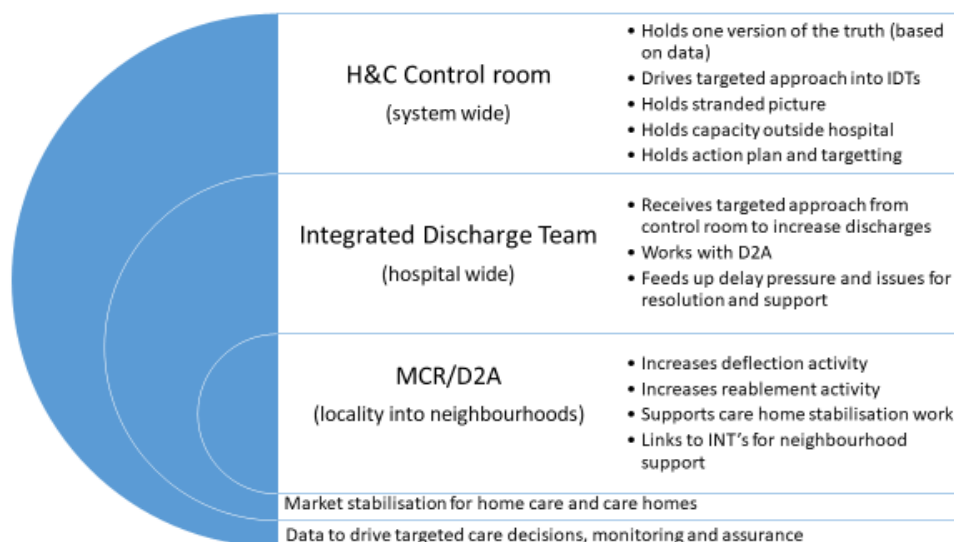 H&C Control room
(system wide)
• Holds one version of the truth (based
on data)
• Drives targeted approach into IDTs
• Holds stranded picture
• Holds capacity outside hospital
• Holds action plan and targetting
Integrated Discharge Team
(hospital wide)
• Receives targeted approach from
control room to increase discharges
• Works with D2A
• Feeds up delay pressure and issues for
resolution and support
MCR/D2A
(locality into neighbourhoods)
• Increases deflection activity
• Increases reablement activity
• Supports care home stabilisation work
• Links to INT's for neighbourhood
support
Market stabilisation for home care and care homes
Data to drive targeted care decisions, monitoring and assurance